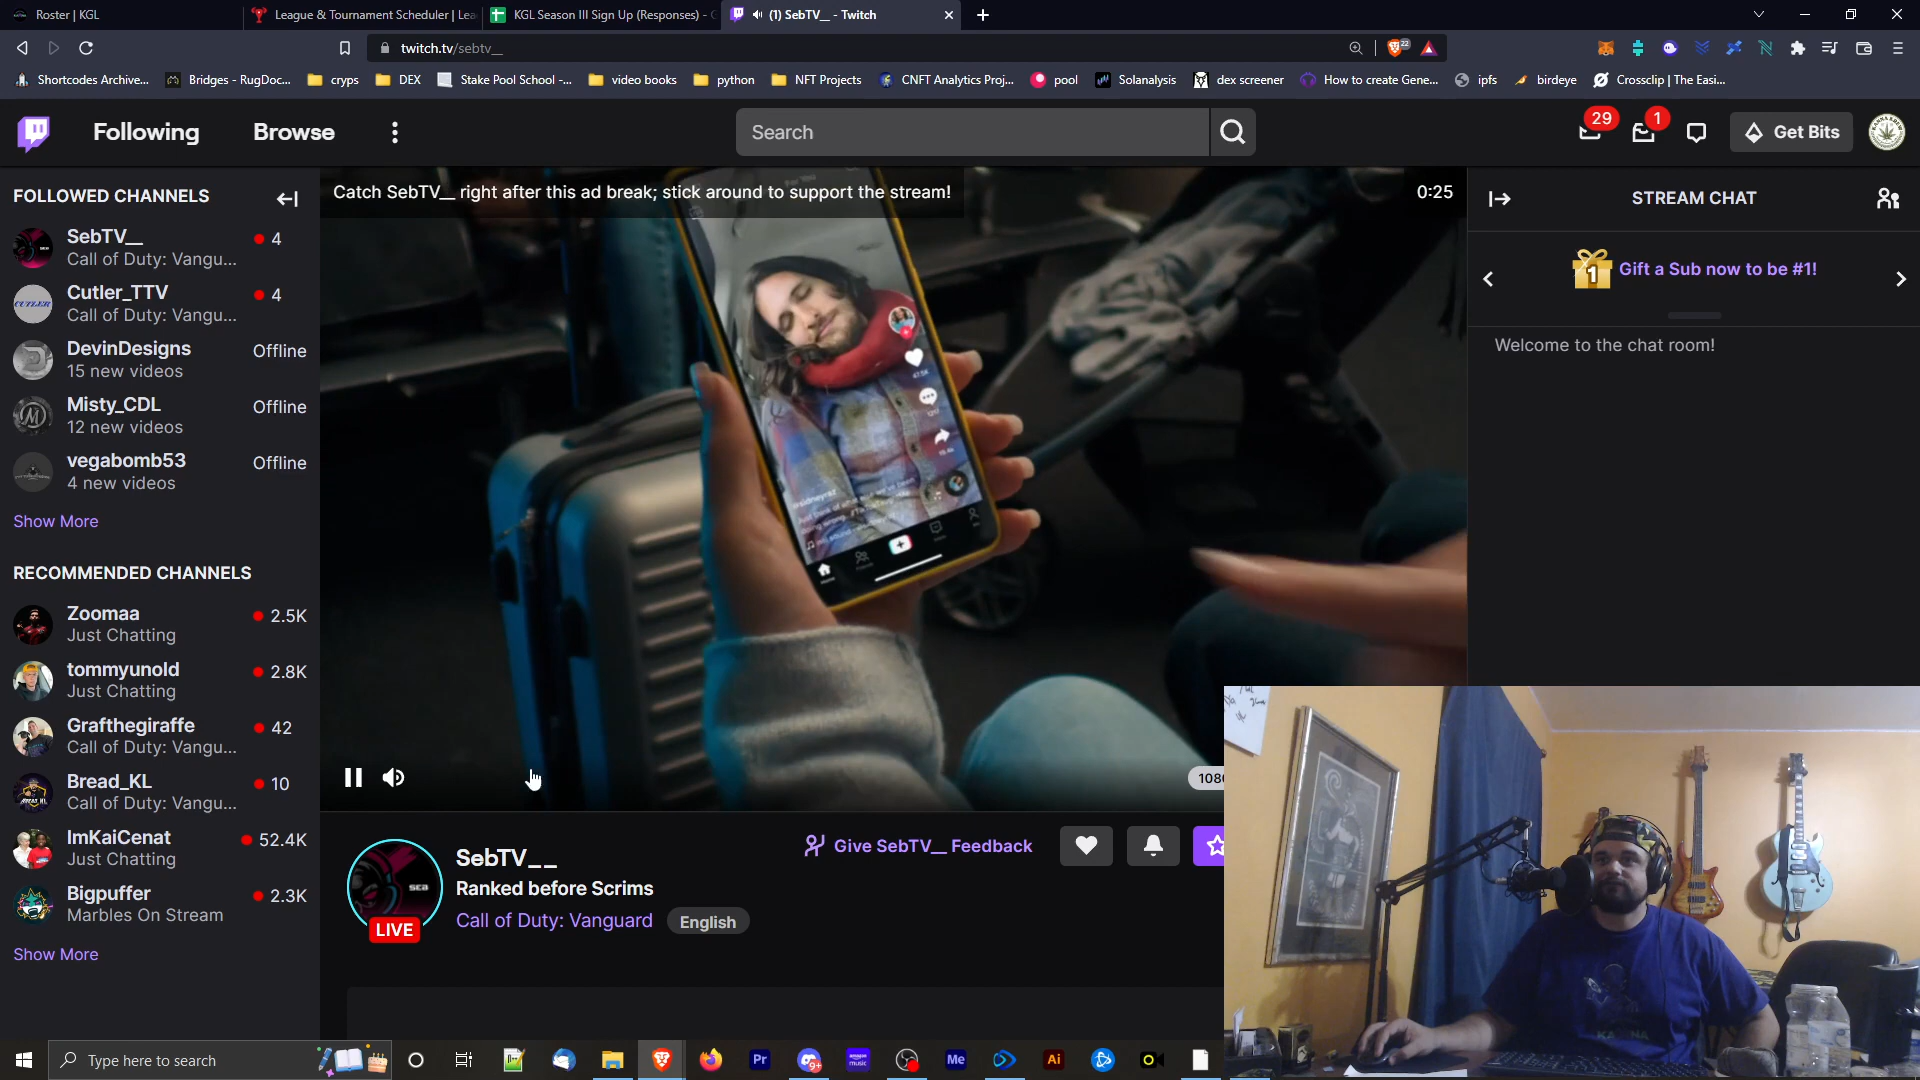 Roster | KGL
League & Tournament Scheduler | Lea
KGL Season III Sign Up (Responses) -
(1) SebTV__ - Twitch
twitch.tv/sebtv__
22
Shortcodes Archive...
Bridges - RugDoc...
cryps
DEX
Stake Pool School -...
video books
python
NFT Projects
CNFT Analytics Proj...
pool
Solanalysis
dex screener
How to create Gene...
ipfs
birdeye
Crossclip | The Easi...
Following
Browse
Search
29
1
Get Bits
FOLLOWED CHANNELS
SebTV__
4
Call of Duty: Vangu...
Cutler_TTV
4
Call of Duty: Vangu...
DevinDesigns
Offline
15 new videos
Misty_CDL
Offline
12 new videos
vegabomb53
Offline
4 new videos
Show More
RECOMMENDED CHANNELS
Zoomaa
2.5K
Just Chatting
tommyunold
2.8K
Just Chatting
Grafthegiraffe
42
Call of Duty: Vangu...
Bread_KL
10
Call of Duty: Vangu...
ImKaiCenat
52.4K
Just Chatting
Bigpuffer
2.3K
Marbles On Stream
Show More
Catch SebTV__ right after this ad break; stick around to support the stream!
0:25
STREAM CHAT
1
Gift a Sub now to be #1!
Welcome to the chat room!
SebTV__
Ranked before Scrims
Call of Duty: Vanguard
English
LIVE
Give SebTV__ Feedback
Type here to search
Pr
9+
Me
Ai